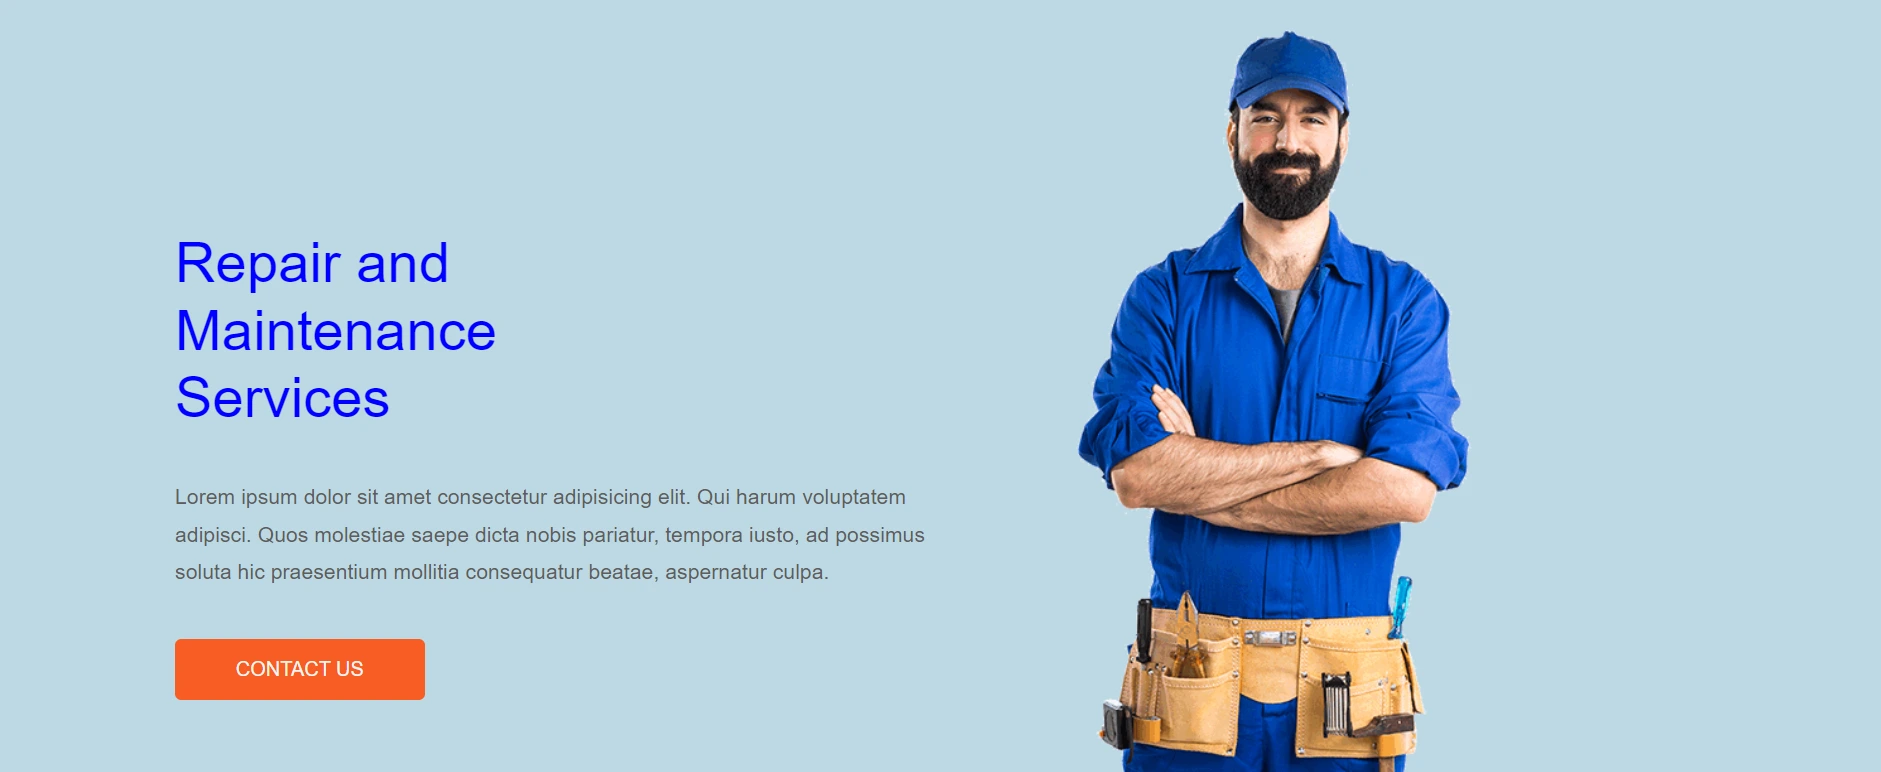 Repair and
Maintenance
Services
Lorem ipsum dolor sit amet consectetur adipisicing elit. Qui harum voluptatem
adipisci. Quos molestiae saepe dicta nobis pariatur, tempora iusto, ad possimus
soluta hic praesentium mollitia consequatur beatae, aspernatur culpa.
CONTACT US